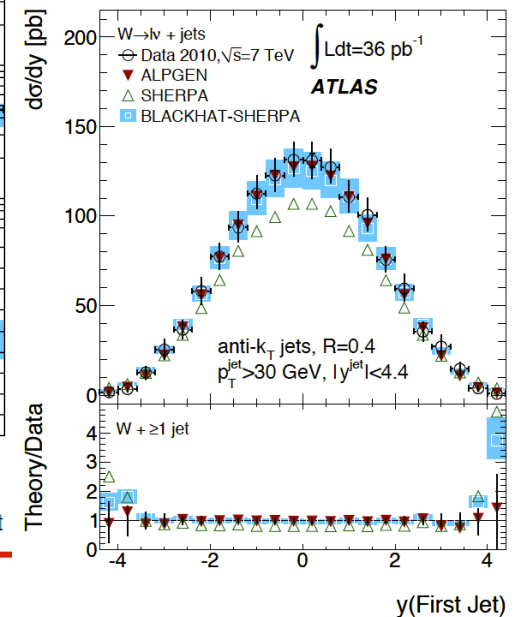 dσ/dy [pb]
W→lν + jets
Data 2010,√s=7 TeV
ALPGEN
SHERPA
BLACKHAT-SHERPA
∫Ldt=36 pb⁻¹
ATLAS
200
150
100
50
0
anti-k_T jets, R=0.4
p_T^jet>30 GeV, |y^jet|<4.4
Theory/Data
W + ≥1 jet
4
3
2
1
0
-4 -2 0 2 4
y(First Jet)
t